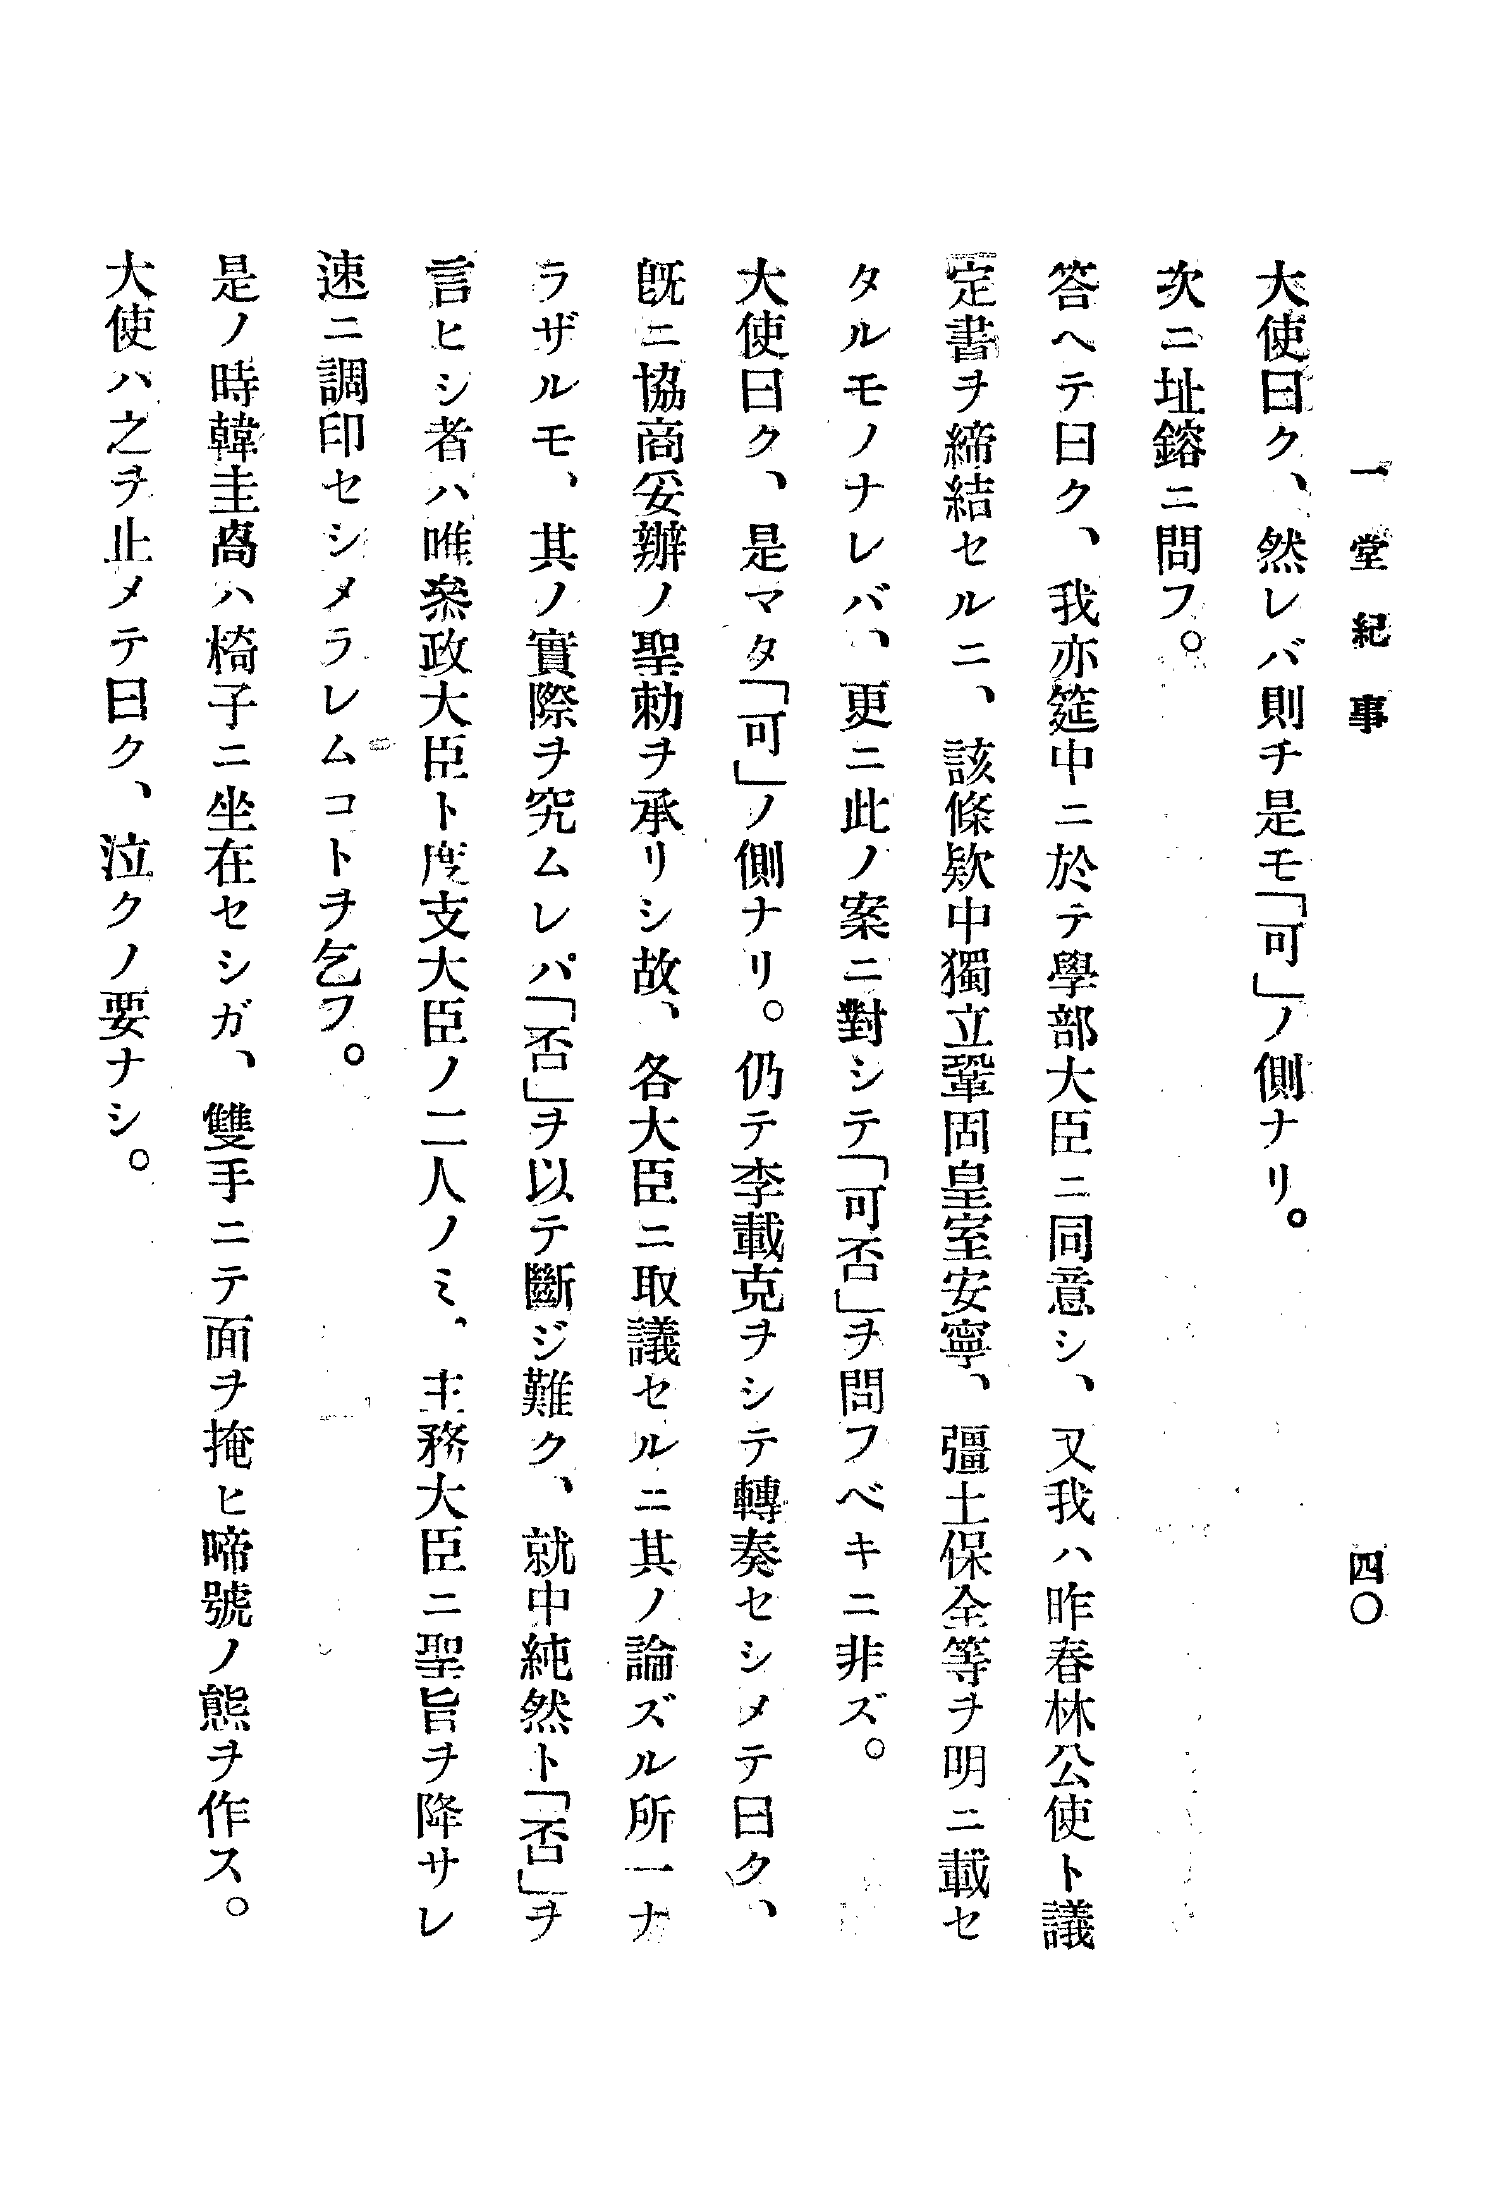 一堂紀事
四〇
大使曰ク、然レバ則チ是モ「可」ノ側ナリ。
次ニ址鎔ニ問フ。
答ヘテ曰ク、我亦筵中ニ於テ學部大臣ニ同意シ、又我ハ昨春林公使ト議
定書ヲ締結セルニ、該條欵中獨立鞏固皇室安寧、彊土保全等ヲ明ニ載セ
タルモノナレバ、更ニ此ノ案ニ對シテ「可否」ヲ問フベキニ非ズ。
大使曰ク、是マタ「可」ノ側ナリ。仍テ李載克ヲシテ轉奏セシメテ曰ク、
旣ニ協商妥辦ノ聖勅ヲ承リシ故、各大臣ニ取議セルニ其ノ論ズル所一ナ
ラザルモ、其ノ實際ヲ究ムレバ「否」ヲ以テ斷ジ難ク、就中純然ト「否」ヲ
言ヒシ者ハ唯叅政大臣ト度支大臣ノ二人ノミ、主務大臣ニ聖旨ヲ降サレ
速ニ調印セシメラレムコトヲ乞フ。
是ノ時韓圭卨ハ椅子ニ坐在セシガ、雙手ニテ面ヲ掩ヒ啼號ノ態ヲ作ス。
大使ハ之ヲ止メテ曰ク、泣クノ要ナシ。